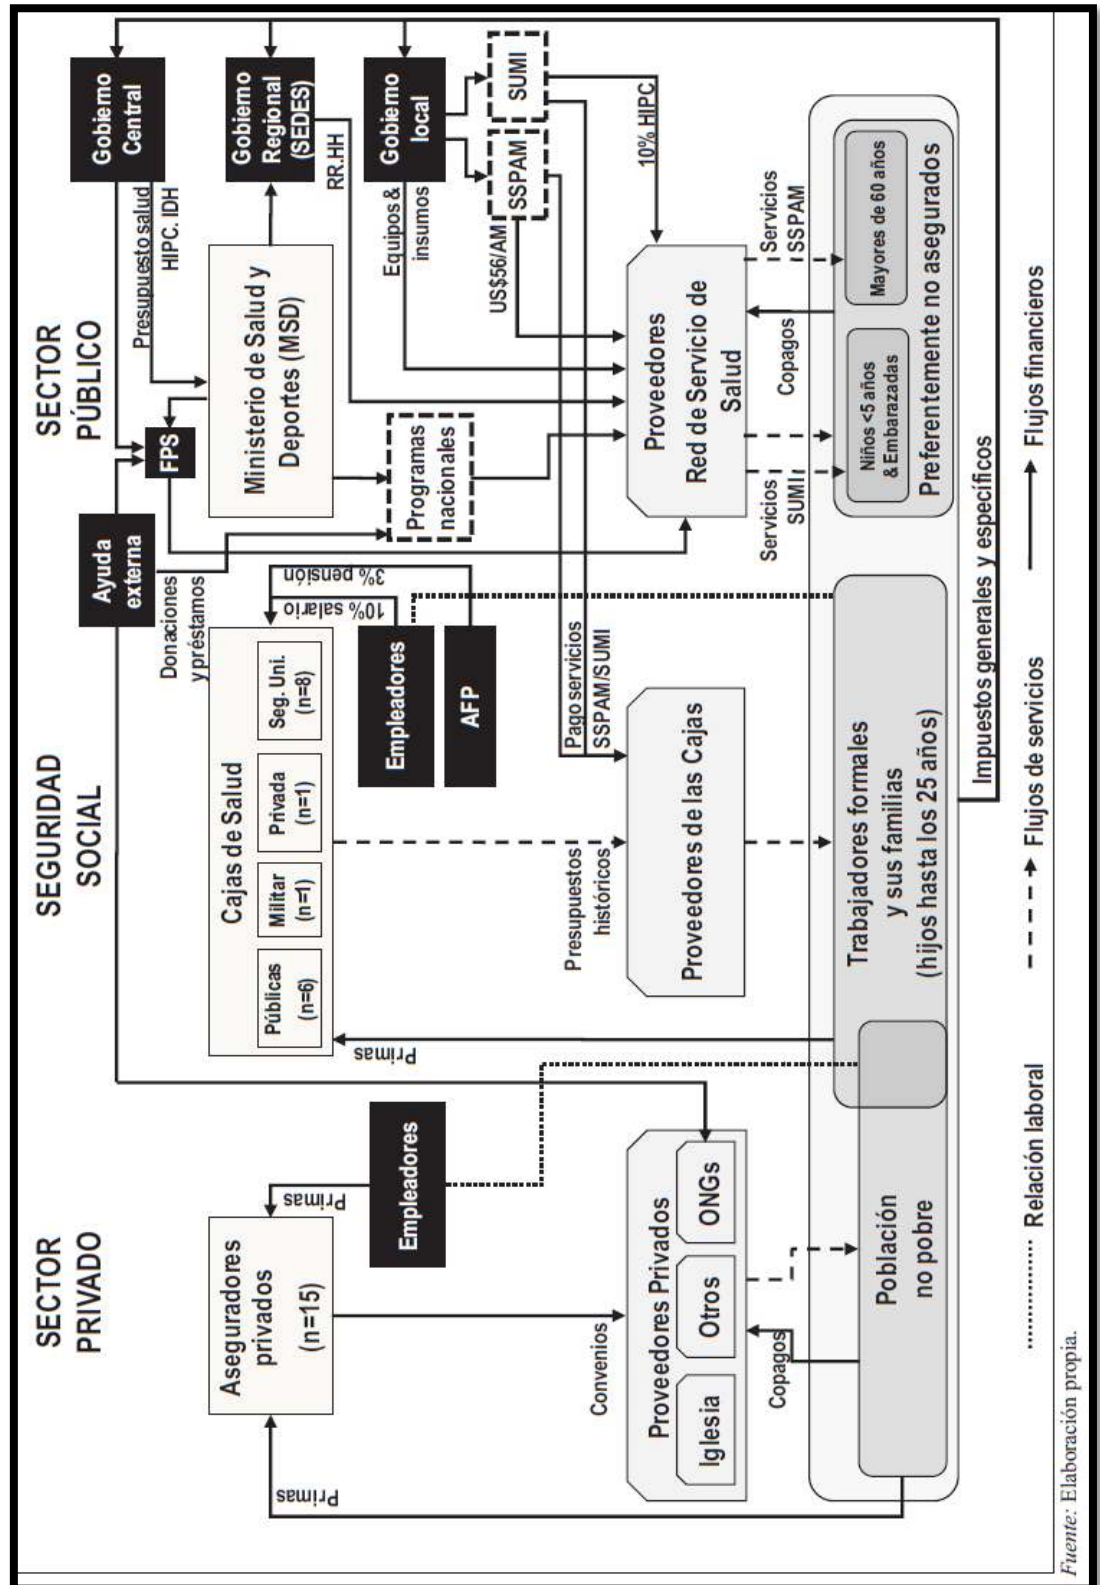 SECTOR
PRIVADO
SEGURIDAD
SOCIAL
SECTOR
PÚBLICO
Ayuda
externa
Gobierno
Central
Donaciones
y préstamos
FPS
Presupuesto salud
HIPC. IDH
Aseguradores
privados
(n=15)
Primas
Primas
Empleadores
Cajas de Salud
Públicas
(n=6)
Militar
(n=1)
Privada
(n=1)
Seg. Uni.
(n=8)
Primas
10% salario
3% pensión
Empleadores
AFP
Ministerio de Salud y
Deportes (MSD)
Programas
nacionales
Gobierno
Regional
(SEDES)
RR.HH
Gobierno
local
Equipos &
insumos
SSPAM
SUMI
US$56/AM
10% HIPC
Pago servicios
SSPAM/SUMI
Convenios
Presupuestos
históricos
Proveedores Privados
Iglesia
Otros
ONGs
Proveedores de las Cajas
Proveedores
Red de Servicio de
Salud
Copagos
Servicios
SUMI
Copagos
Servicios
SSPAM
Población
no pobre
Trabajadores formales
y sus familias
(hijos hasta los 25 años)
Niños <5 años
& Embarazadas
Mayores de 60 años
Preferentemente no asegurados
Impuestos generales y específicos
Relación laboral
Flujos de servicios
Flujos financieros
Fuente: Elaboración propia.